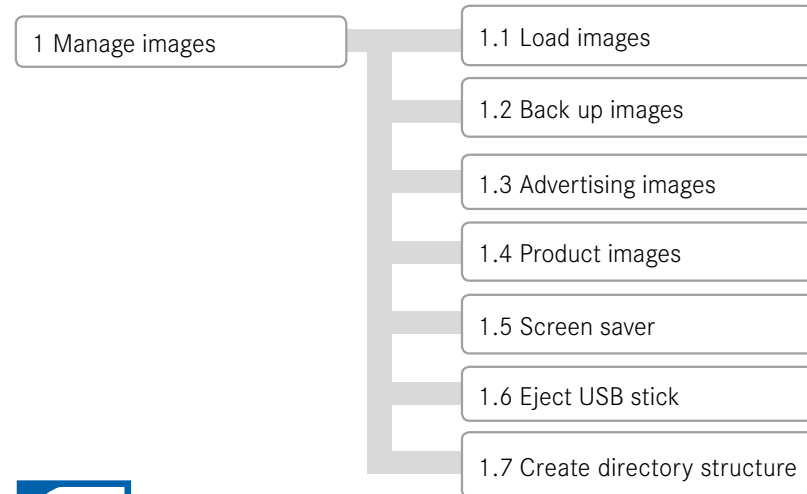 1 Manage images
1.1 Load images
1.2 Back up images
1.3 Advertising images
1.4 Product images
1.5 Screen saver
1.6 Eject USB stick
1.7 Create directory structure